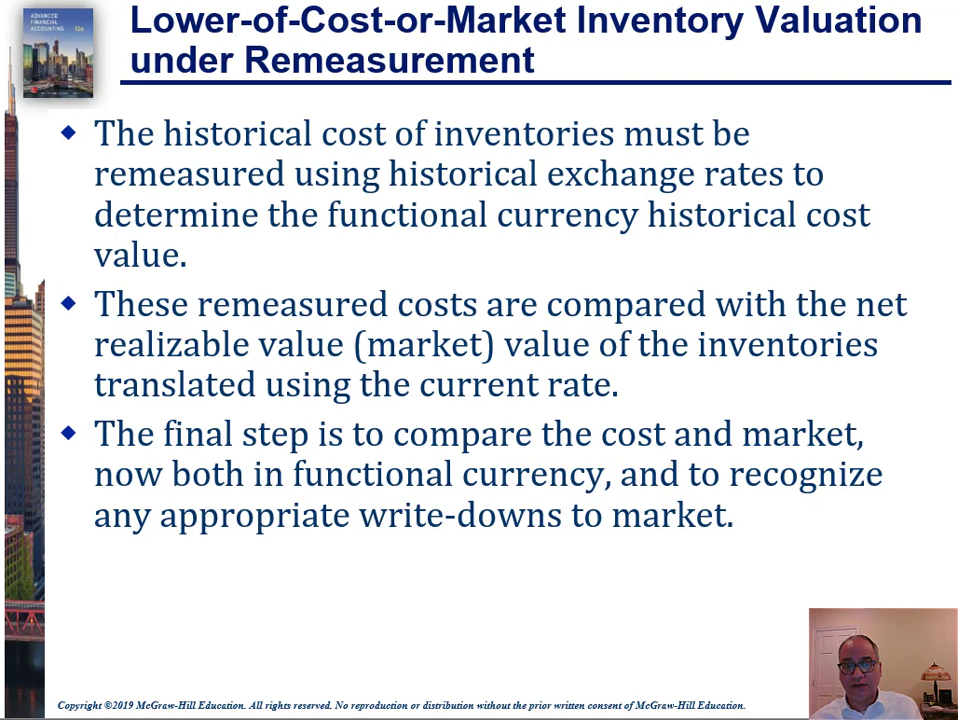 ADVANCED
FINANCIAL
ACCOUNTING
12e
Lower-of-Cost-or-Market Inventory Valuation
under Remeasurement
The historical cost of inventories must be
remeasured using historical exchange rates to
determine the functional currency historical cost
value.
These remeasured costs are compared with the net
realizable value (market) value of the inventories
translated using the current rate.
The final step is to compare the cost and market,
now both in functional currency, and to recognize
any appropriate write-downs to market.
Copyright ©2019 McGraw-Hill Education. All rights reserved. No reproduction or distribution without the prior written consent of McGraw-Hill Education.